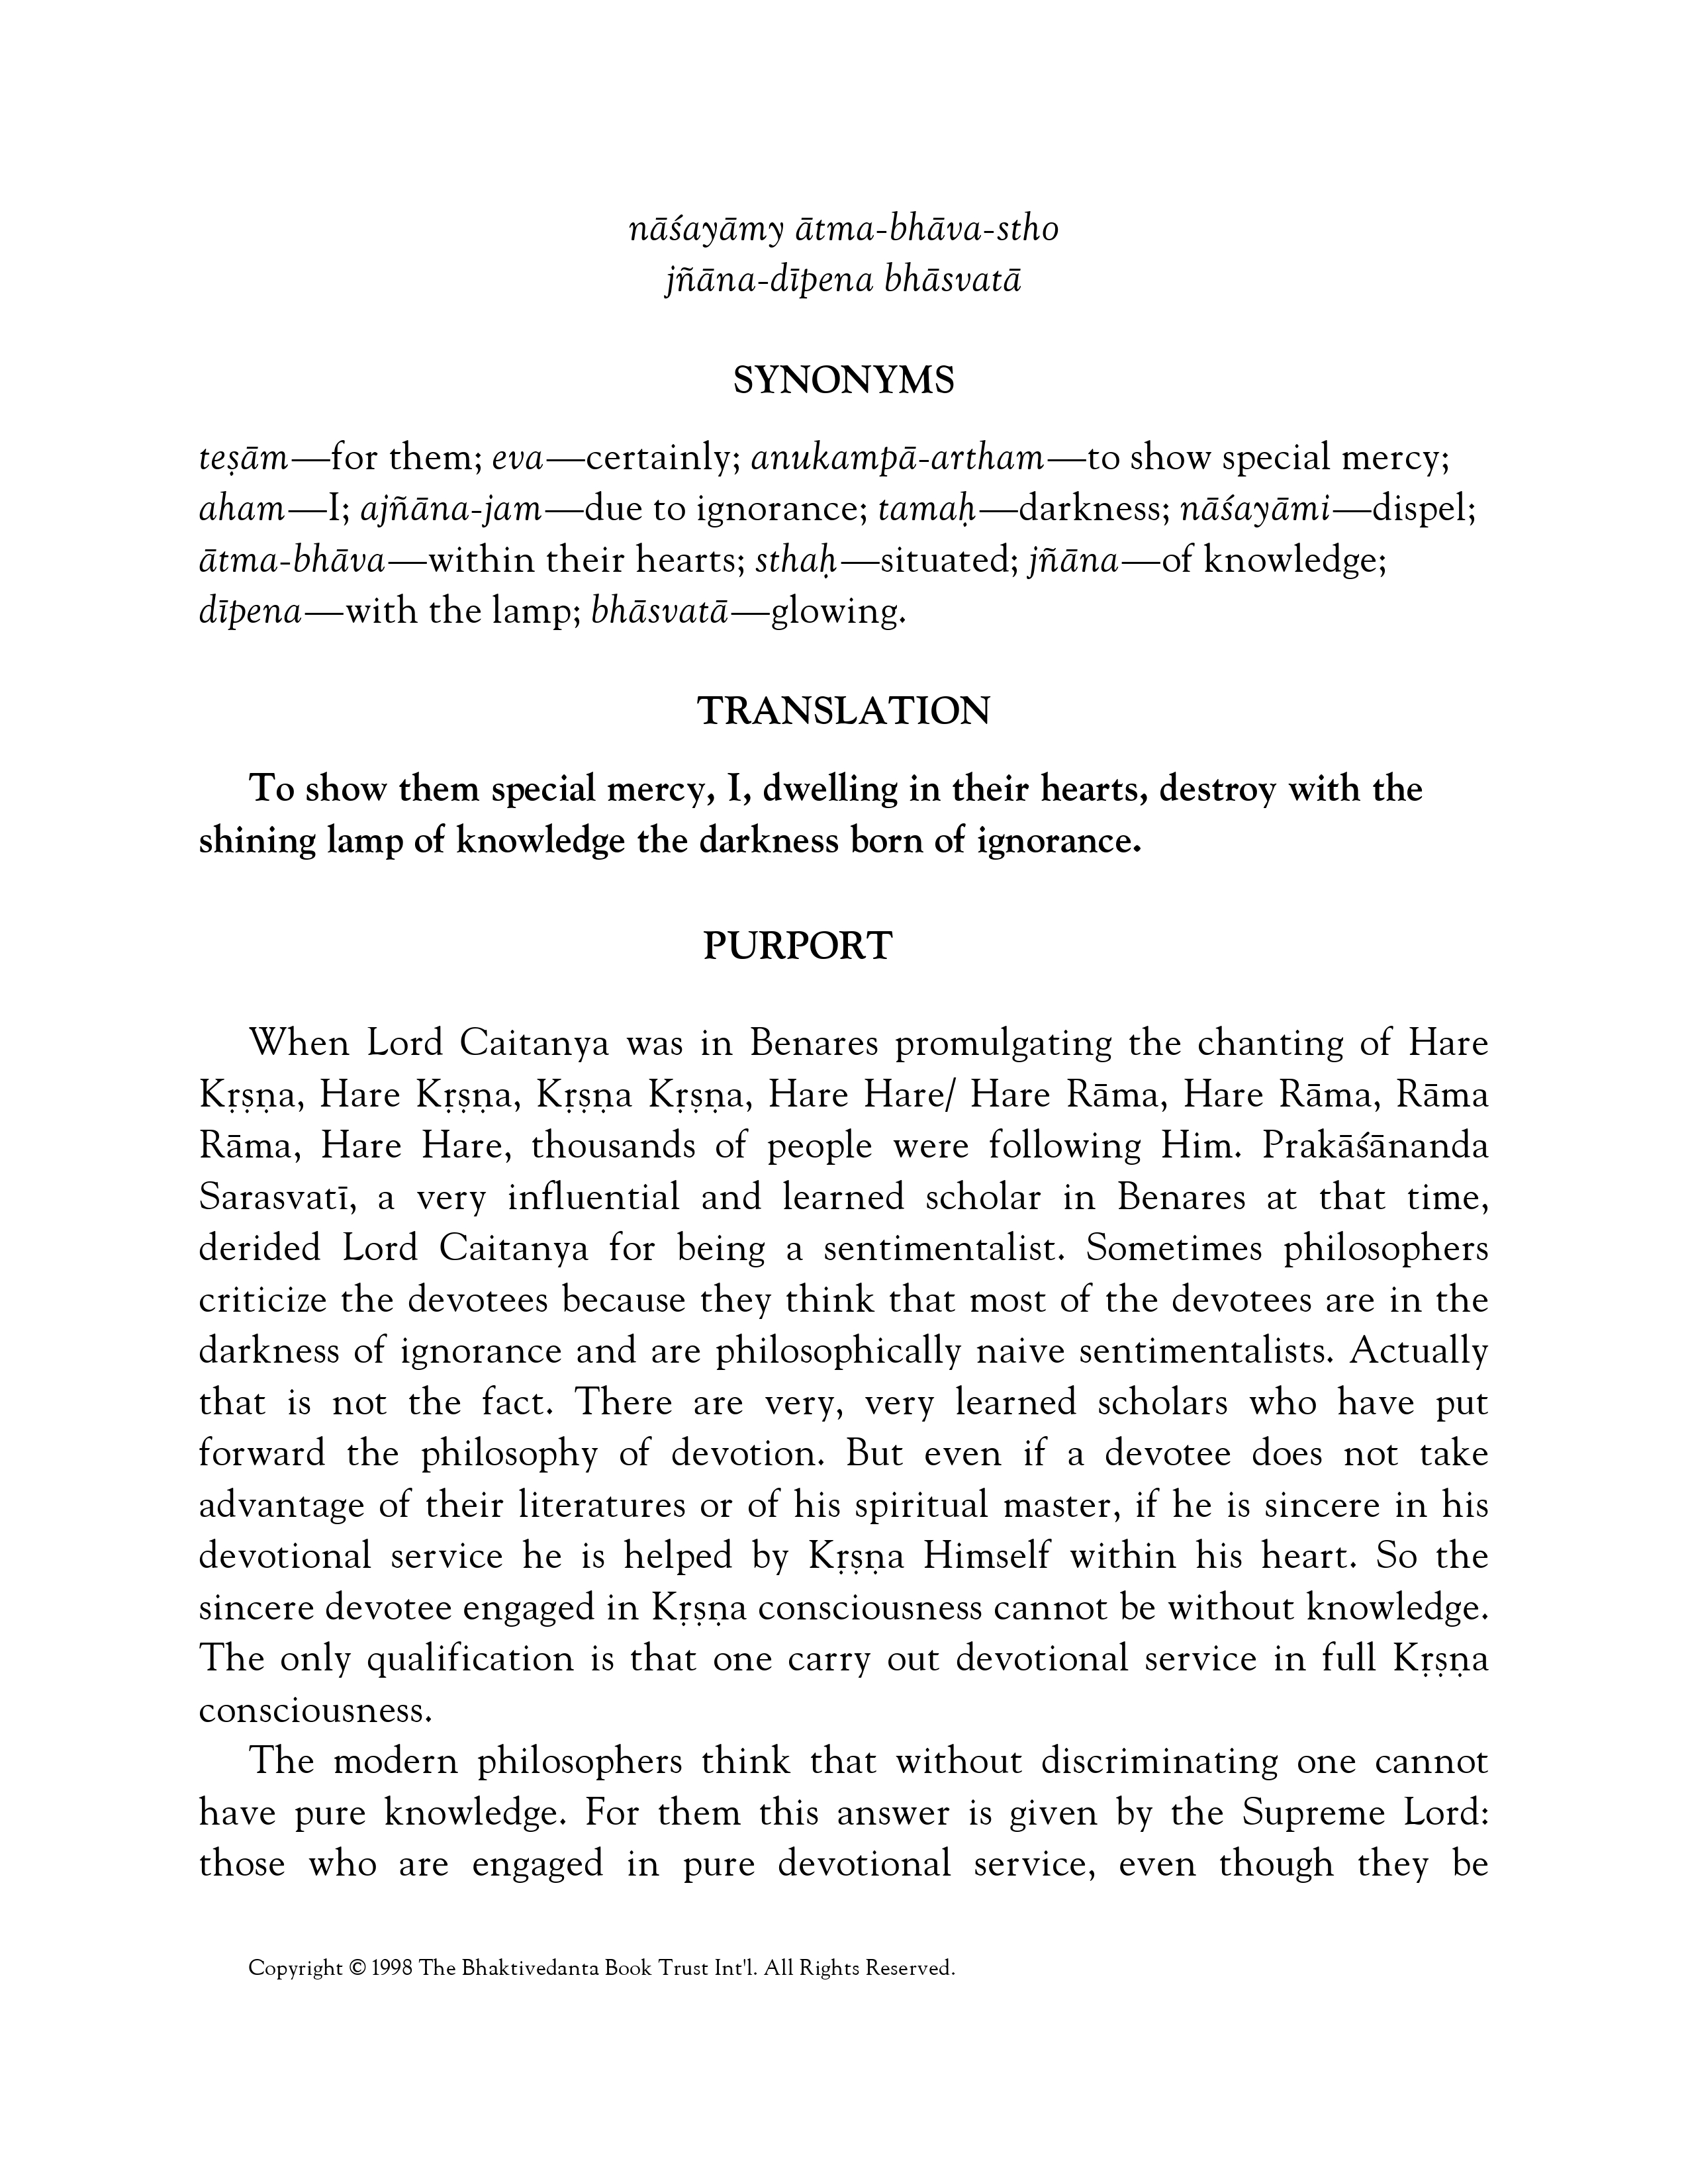 nāśayāmy ātma-bhāva-stho
jñāna-dīpena bhāsvatā
SYNONYMS
teṣām—for them; eva—certainly; anukampā-artham—to show special mercy;
aham—I; ajñāna-jam—due to ignorance; tamaḥ—darkness; nāśayāmi—dispel;
ātma-bhāva—within their hearts; sthaḥ—situated; jñāna—of knowledge;
dīpena—with the lamp; bhāsvatā—glowing.
TRANSLATION
To show them special mercy, I, dwelling in their hearts, destroy with the
shining lamp of knowledge the darkness born of ignorance.
PURPORT
When Lord Caitanya was in Benares promulgating the chanting of Hare
Kṛṣṇa, Hare Kṛṣṇa, Kṛṣṇa Kṛṣṇa, Hare Hare/ Hare Rāma, Hare Rāma, Rāma
Rāma, Hare Hare, thousands of people were following Him. Prakāśānanda
Sarasvatī, a very influential and learned scholar in Benares at that time,
derided Lord Caitanya for being a sentimentalist. Sometimes philosophers
criticize the devotees because they think that most of the devotees are in the
darkness of ignorance and are philosophically naive sentimentalists. Actually
that is not the fact. There are very, very learned scholars who have put
forward the philosophy of devotion. But even if a devotee does not take
advantage of their literatures or of his spiritual master, if he is sincere in his
devotional service he is helped by Kṛṣṇa Himself within his heart. So the
sincere devotee engaged in Kṛṣṇa consciousness cannot be without knowledge.
The only qualification is that one carry out devotional service in full Kṛṣṇa
consciousness.
The modern philosophers think that without discriminating one cannot
have pure knowledge. For them this answer is given by the Supreme Lord:
those who are engaged in pure devotional service, even though they be
Copyright © 1998 The Bhaktivedanta Book Trust Int'l. All Rights Reserved.